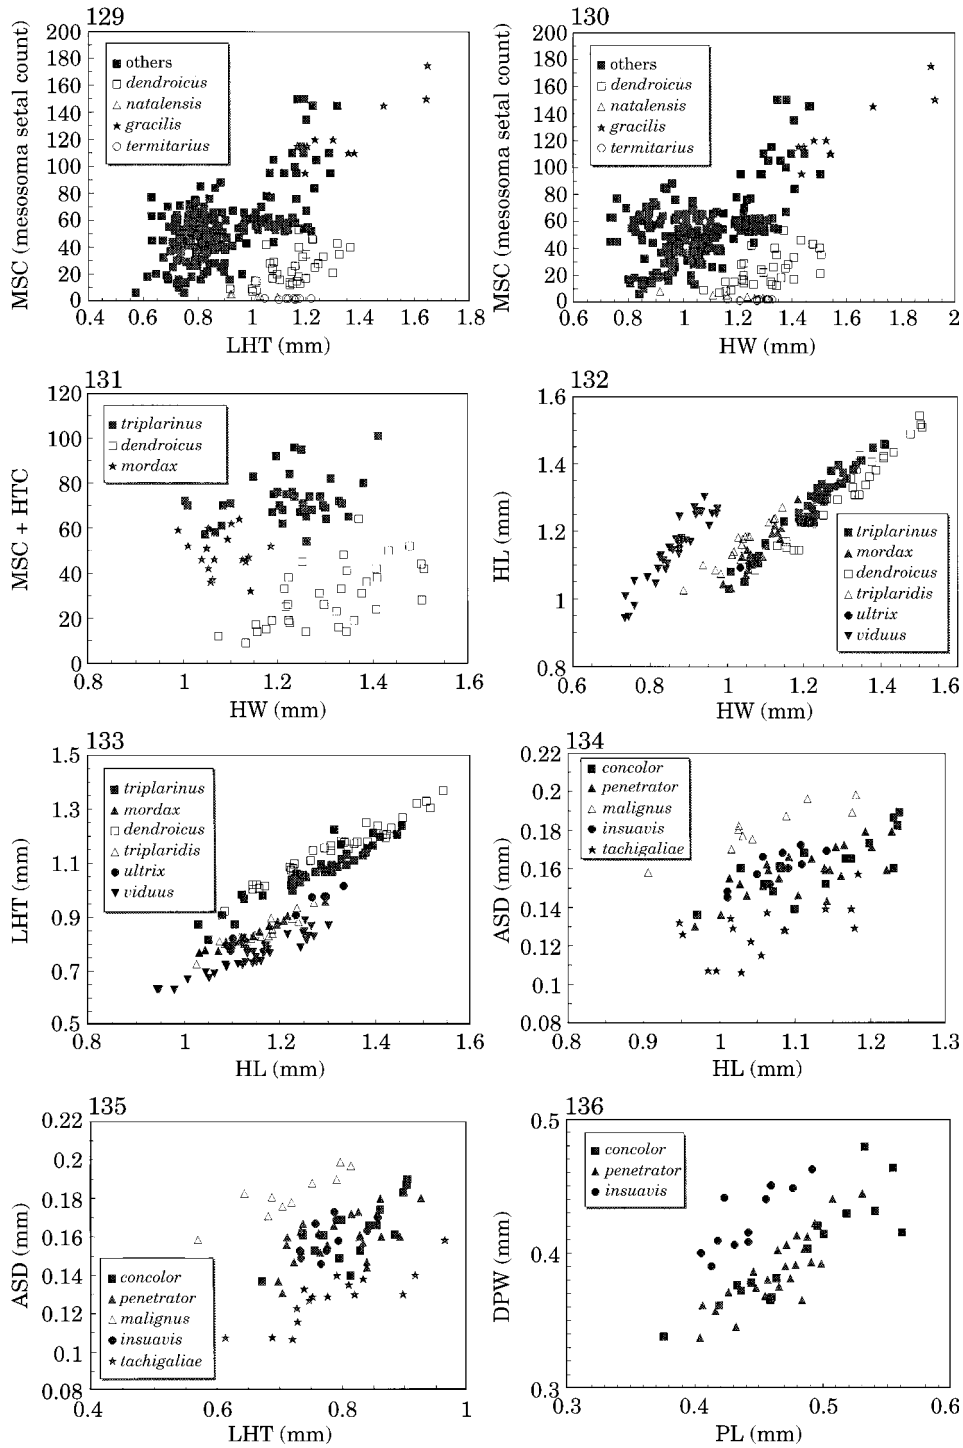 129
MSC (mesosoma setal count)
200
180
160
140
120
100
80
60
40
20
0
others
dendroicus
natalensis
gracilis
termitarius
0.4 0.6 0.8 1 1.2 1.4 1.6 1.8
LHT (mm)
130
MSC (mesosoma setal count)
200
180
160
140
120
100
80
60
40
20
0
others
dendroicus
natalensis
gracilis
termitarius
0.6 0.8 1 1.2 1.4 1.6 1.8 2
HW (mm)
131
MSC + HTC
120
100
80
60
40
20
0
triplarinus
dendroicus
mordax
0.8 1 1.2 1.4 1.6
HW (mm)
132
HL (mm)
1.6
1.4
1.2
1
0.8
triplarinus
mordax
dendroicus
triplaridis
ultrix
viduus
0.6 0.8 1 1.2 1.4 1.6
HW (mm)
133
LHT (mm)
1.5
1.3
1.1
0.9
0.7
0.5
triplarinus
mordax
dendroicus
triplaridis
ultrix
viduus
0.8 1 1.2 1.4 1.6
HL (mm)
134
ASD (mm)
0.22
0.2
0.18
0.16
0.14
0.12
0.1
0.08
concolor
penetrator
malignus
insuavis
tachigaliae
0.8 0.9 1 1.1 1.2 1.3
HL (mm)
135
ASD (mm)
0.22
0.2
0.18
0.16
0.14
0.12
0.1
0.08
concolor
penetrator
malignus
insuavis
tachigaliae
0.4 0.6 0.8 1
LHT (mm)
136
DPW (mm)
0.5
0.4
0.3
concolor
penetrator
insuavis
0.3 0.4 0.5 0.6
PL (mm)